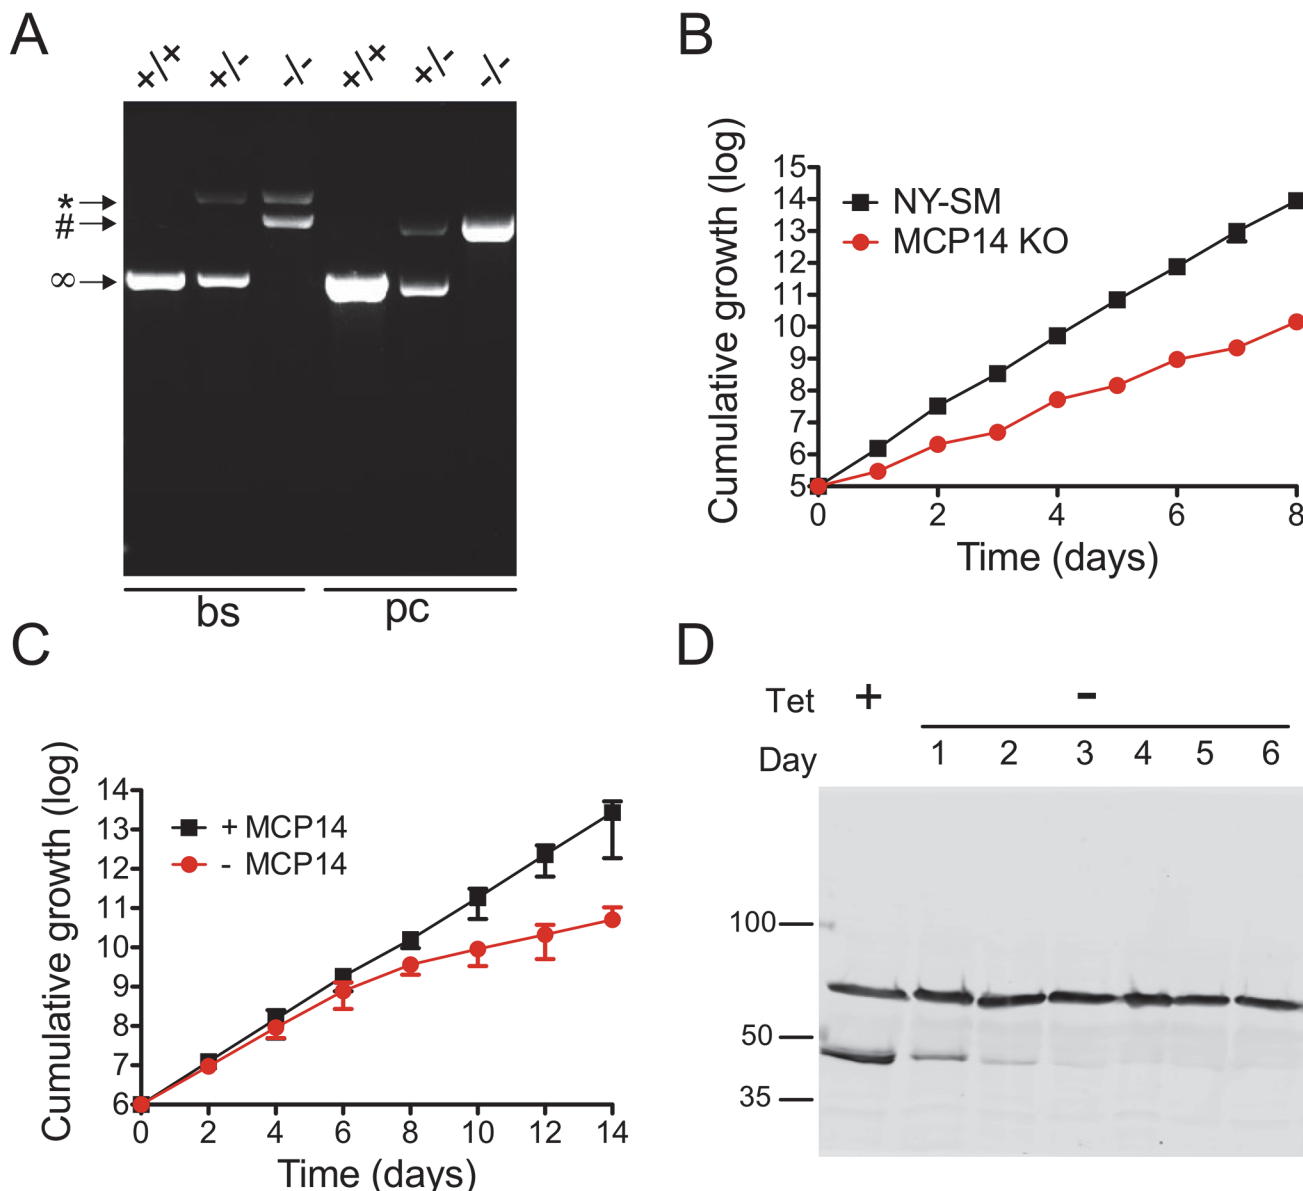 A
+/+ +/- -/- +/+ +/- -/-
*
#
∞
bs pc
B
Cumulative growth (log)
15
14
13
12
11
10
9
8
7
6
5
NY-SM
MCP14 KO
0 2 4 6 8
Time (days)
C
Cumulative growth (log)
14
13
12
11
10
9
8
7
6
+ MCP14
- MCP14
0 2 4 6 8 10 12 14
Time (days)
D
Tet + -
Day 1 2 3 4 5 6
100
50
35